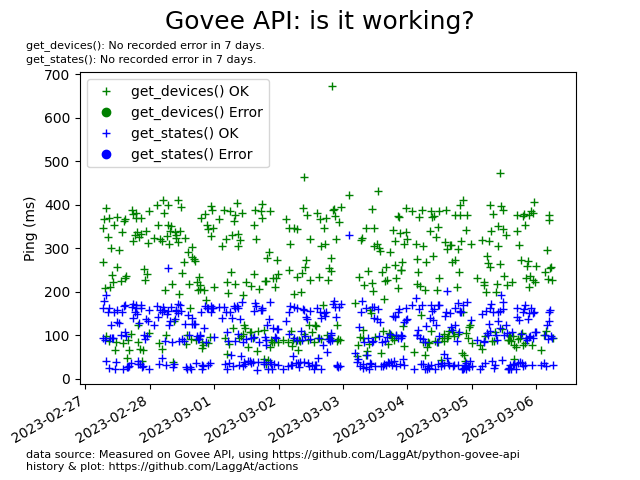 Govee API: is it working?
get_devices(): No recorded error in 7 days.
get_states(): No recorded error in 7 days.
700
600
500
400
300
200
100
0
Ping (ms)
get_devices() OK
get_devices() Error
get_states() OK
get_states() Error
2023-02-27
2023-02-28
2023-03-01
2023-03-02
2023-03-03
2023-03-04
2023-03-05
2023-03-06
data source: Measured on Govee API, using https://github.com/LaggAt/python-govee-api
history & plot: https://github.com/LaggAt/actions